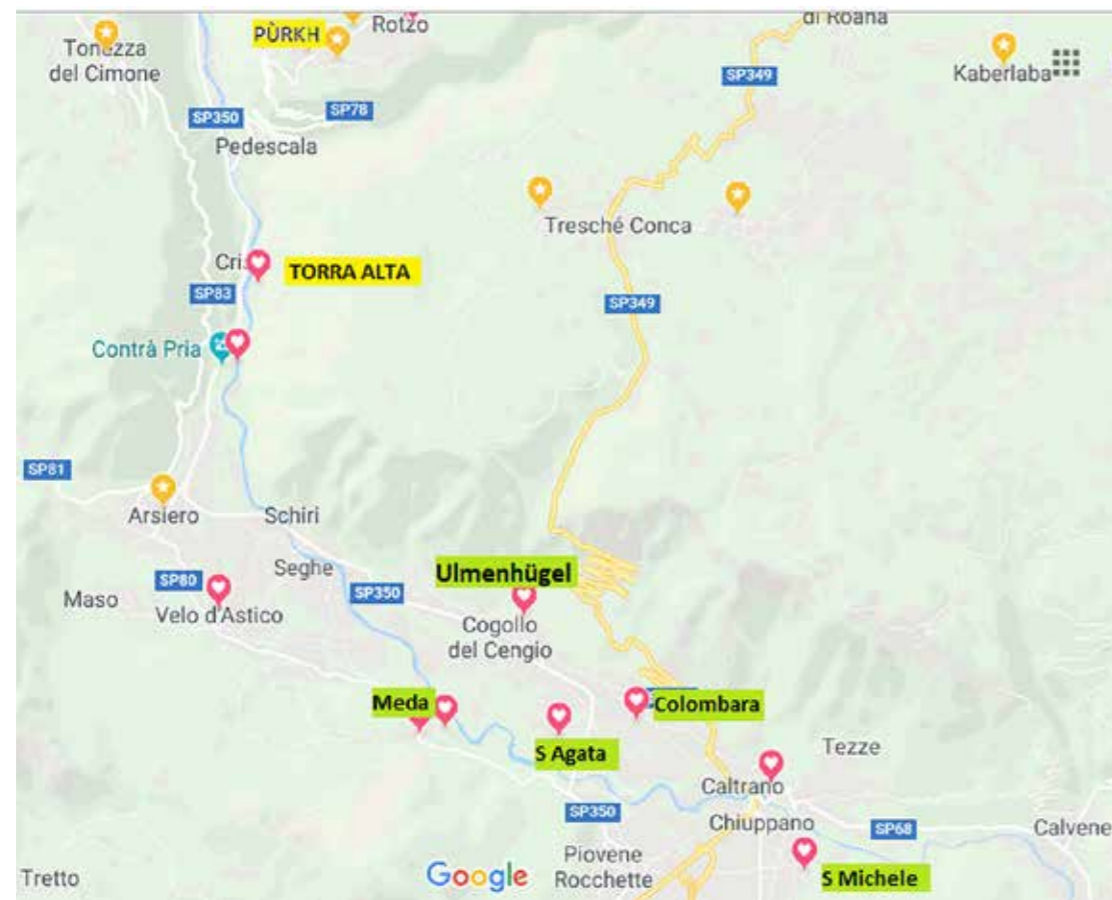 di Roana
PÙRKH
Rotzo
Tonezza
del Cimone
Kaberlaba
SP349
SP78
SP350
Pedescala
Tresché Conca
Cri
TORRA ALTA
SP83
SP349
Contrà Pria
SP81
Arsiero
Schiri
Ulmenhügel
Seghe
SP80
SP350
Maso
Velo d'Astico
Cogollo
del Cengio
Meda
Colombara
S Agata
Tezze
Caltrano
SP350
Chiuppano
SP68
Calvene
Piovene
Rocchette
Google
Tretto
S Michele